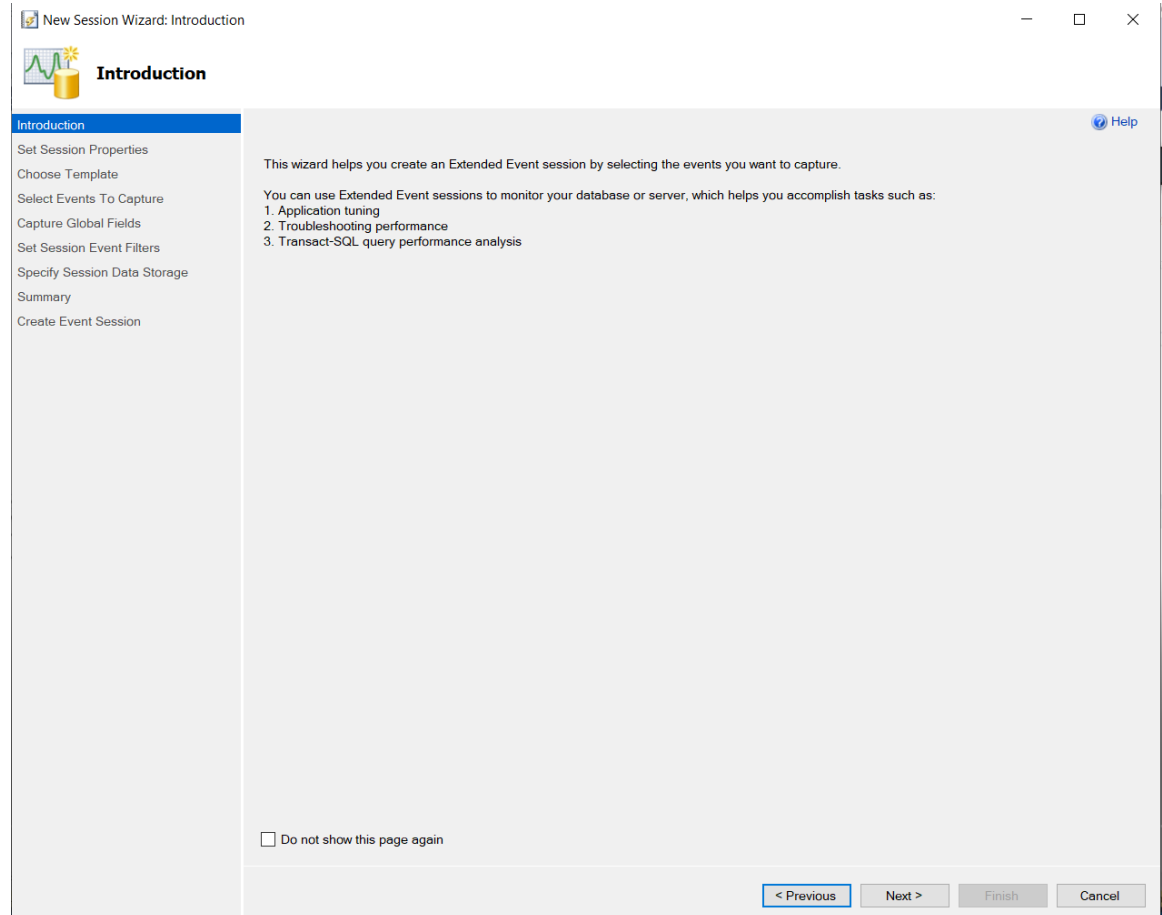 New Session Wizard: Introduction
Introduction
Introduction
Set Session Properties
Choose Template
Select Events To Capture
Capture Global Fields
Set Session Event Filters
Specify Session Data Storage
Summary
Create Event Session
Help
This wizard helps you create an Extended Event session by selecting the events you want to capture.
You can use Extended Event sessions to monitor your database or server, which helps you accomplish tasks such as:
1. Application tuning
2. Troubleshooting performance
3. Transact-SQL query performance analysis
Do not show this page again
< Previous
Next >
Finish
Cancel